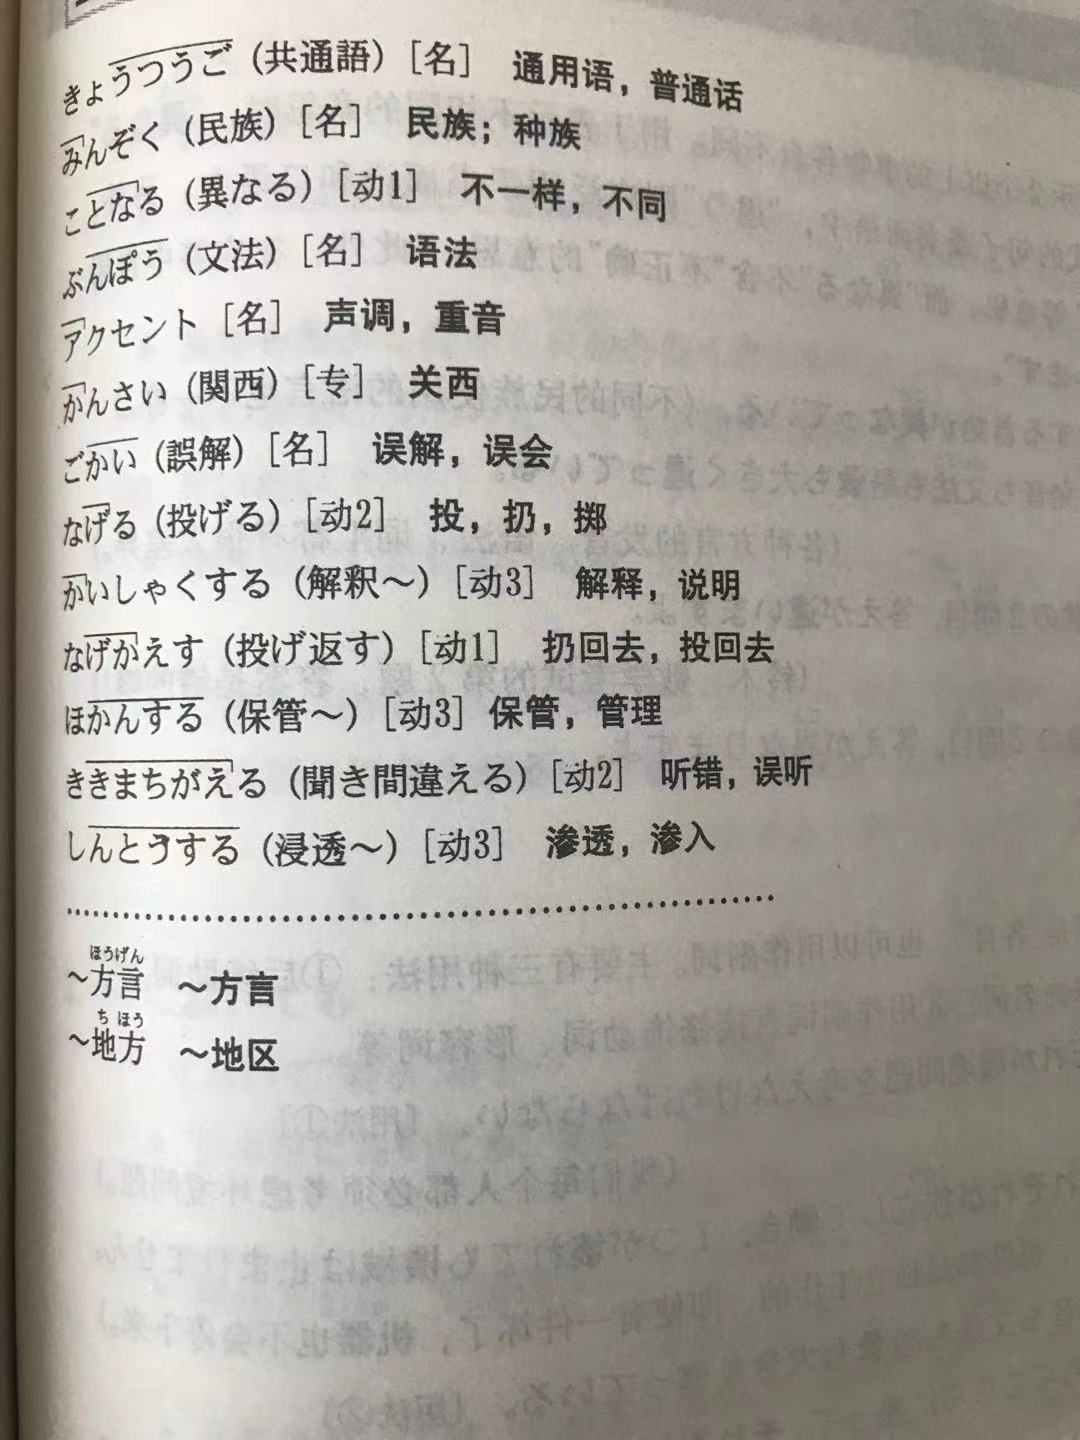 きょうつうご（共通語）［名］ 通用语，普通话
みんぞく（民族）［名］ 民族；种族
ことなる（異なる）［动1］ 不一样，不同
ぶんぽう（文法）［名］ 语法
アクセント［名］ 声调，重音
かんさい（関西）［专］ 关西
ごかい（誤解）［名］ 误解，误会
なげる（投げる）［动2］ 投，扔，掷
かいしゃくする（解釈～）［动3］ 解释，说明
なげかえす（投げ返す）［动1］ 扔回去，投回去
ほかんする（保管～）［动3］ 保管，管理
ききまちがえる（聞き間違える）［动2］ 听错，误听
しんとうする（浸透～）［动3］ 渗透，渗入
ほうげん
～方言 ～方言
ちほう
～地方 ～地区